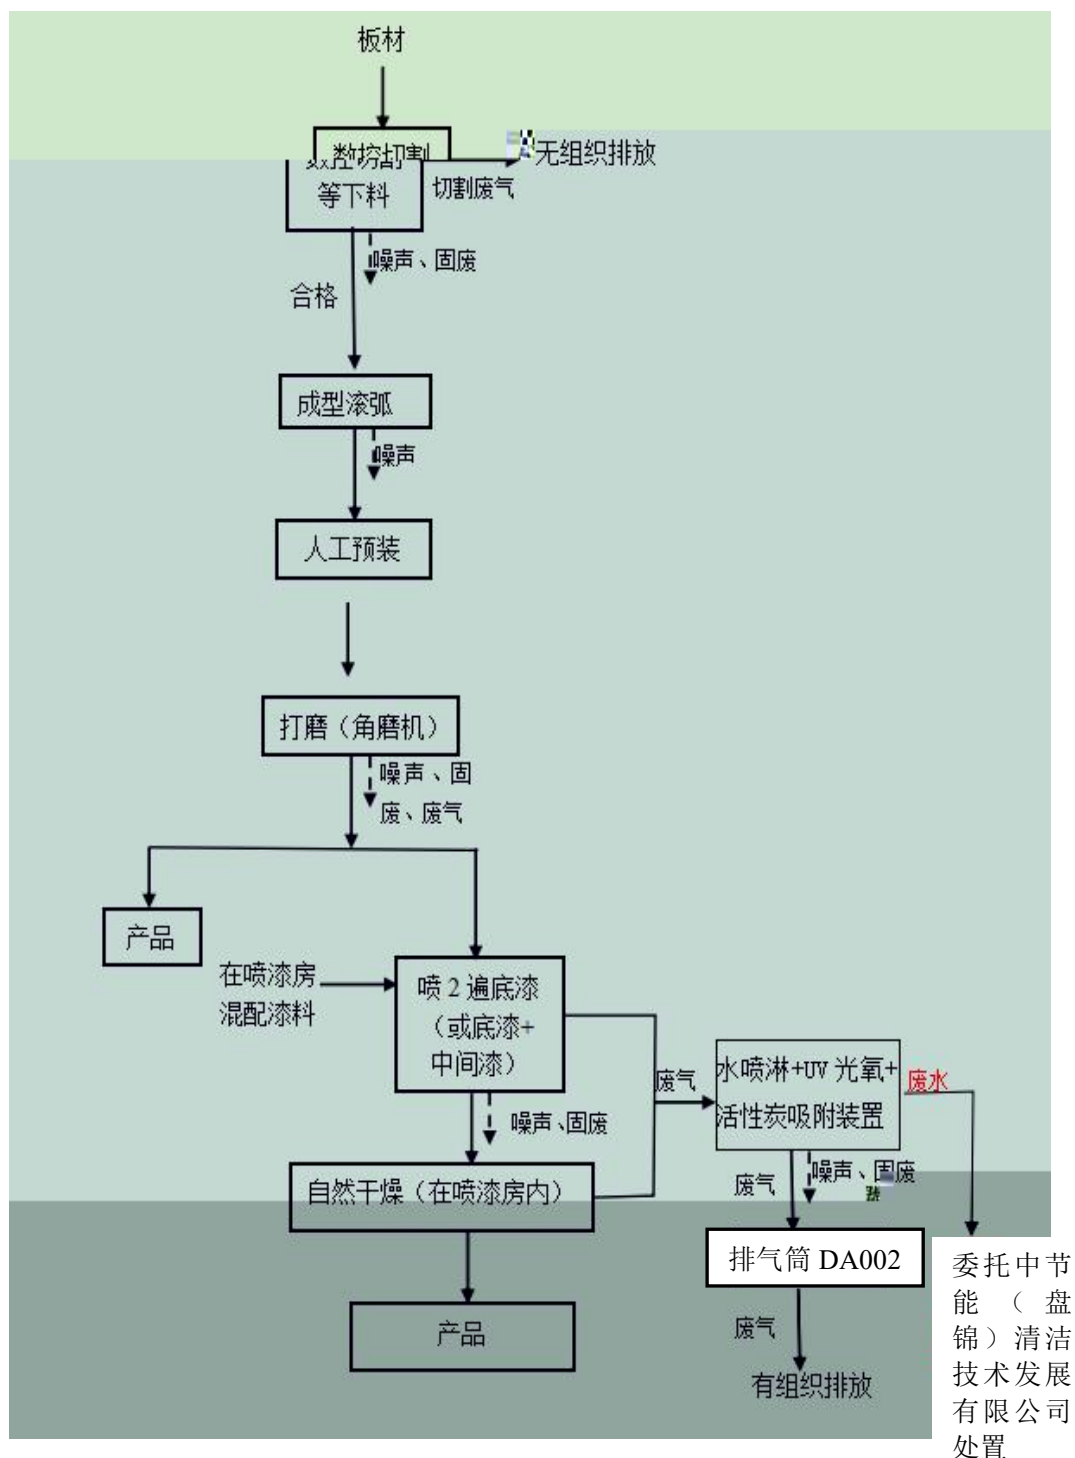 板材
数控切割
等下料
无组织排放
切割废气
噪声、固废
合格
成型滚弧
噪声
人工预装
打磨（角磨机）
噪声、固
废、废气
产品
在喷漆房
混配漆料
喷2遍底漆
（或底漆+
中间漆）
废气
水喷淋+UV光氧+
活性炭吸附装置
废水
噪声、固废
自然干燥（在喷漆房内）
废气
噪声、固废
排气筒 DA002
产品
废气
有组织排放
委托中节
能（盘
锦）清洁
技术发展
有限公司
处置